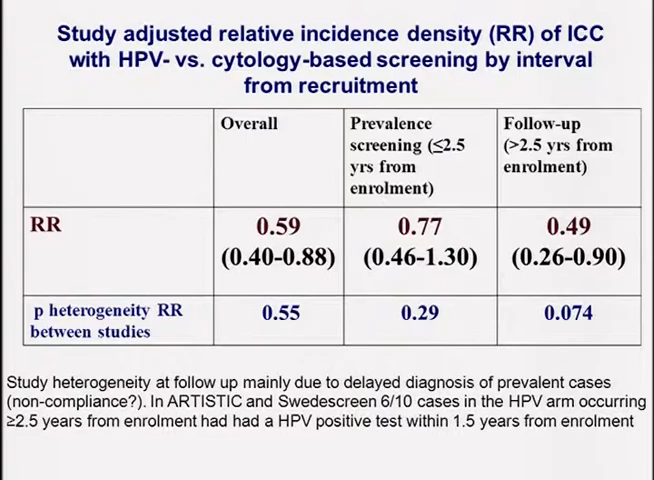 Study adjusted relative incidence density (RR) of ICC
with HPV- vs. cytology-based screening by interval
from recruitment
Overall
Prevalence
screening (≤2.5
yrs from
enrolment)
Follow-up
(>2.5 yrs from
enrolment)
RR
0.59
(0.40-0.88)
0.77
(0.46-1.30)
0.49
(0.26-0.90)
p heterogeneity RR
between studies
0.55
0.29
0.074
Study heterogeneity at follow up mainly due to delayed diagnosis of prevalent cases
(non-compliance?). In ARTISTIC and Swedescreen 6/10 cases in the HPV arm occurring
≥2.5 years from enrolment had had a HPV positive test within 1.5 years from enrolment